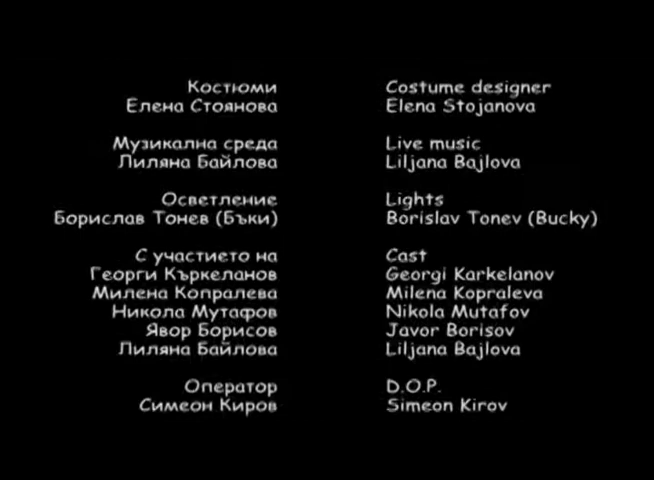 Костюми Costume designer
Елена Стоянова Elena Stojanova
Музикална среда Live music
Лиляна Байлова Liljana Bajlova
Осветление Lights
Борислав Тонев (Бъки) Borislav Tonev (Bucky)
С участието на Cast
Георги Къркеланов Georgi Karkelanov
Милена Копралева Milena Kopraleva
Никола Мутафов Nikola Mutafov
Явор Борисов Javor Borisov
Лиляна Байлова Liljana Bajlova
Оператор D.O.P.
Симеон Киров Simeon Kirov